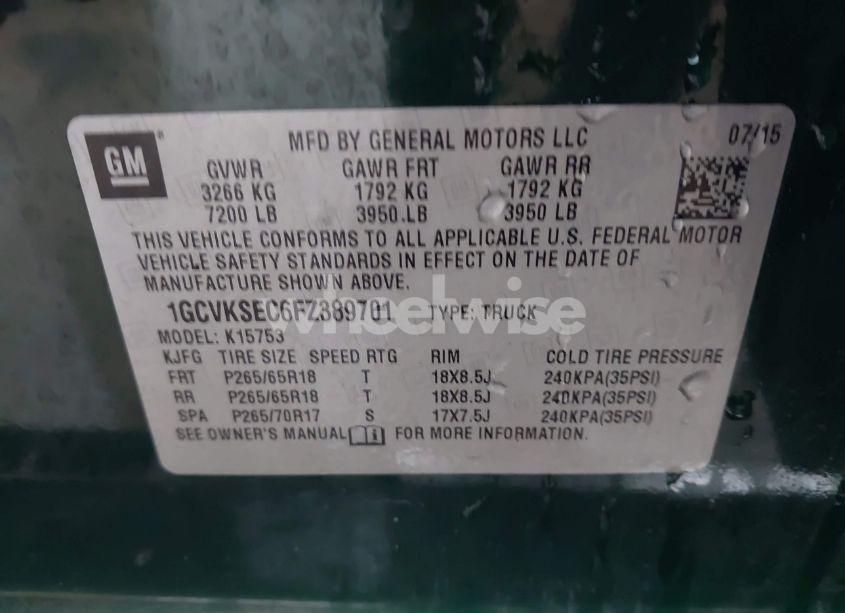 GM
MFD BY GENERAL MOTORS LLC 07/15
GVWR GAWR FRT GAWR RR
3266 KG 1792 KG 1792 KG
7200 LB 3950 LB 3950 LB
THIS VEHICLE CONFORMS TO ALL APPLICABLE U.S. FEDERAL MOTOR
VEHICLE SAFETY STANDARDS IN EFFECT ON THE DATE OF
MANUFACTURE SHOWN ABOVE.
1GCVKSEC6FZ389701 TYPE: TRUCK
wheelwise
MODEL: K15753
KJFG TIRE SIZE SPEED RTG RIM COLD TIRE PRESSURE
FRT P265/65R18 T 18X8.5J 240KPA(35PSI)
RR P265/65R18 T 18X8.5J 240KPA(35PSI)
SPA P265/70R17 S 17X7.5J 240KPA(35PSI)
SEE OWNER'S MANUAL FOR MORE INFORMATION.